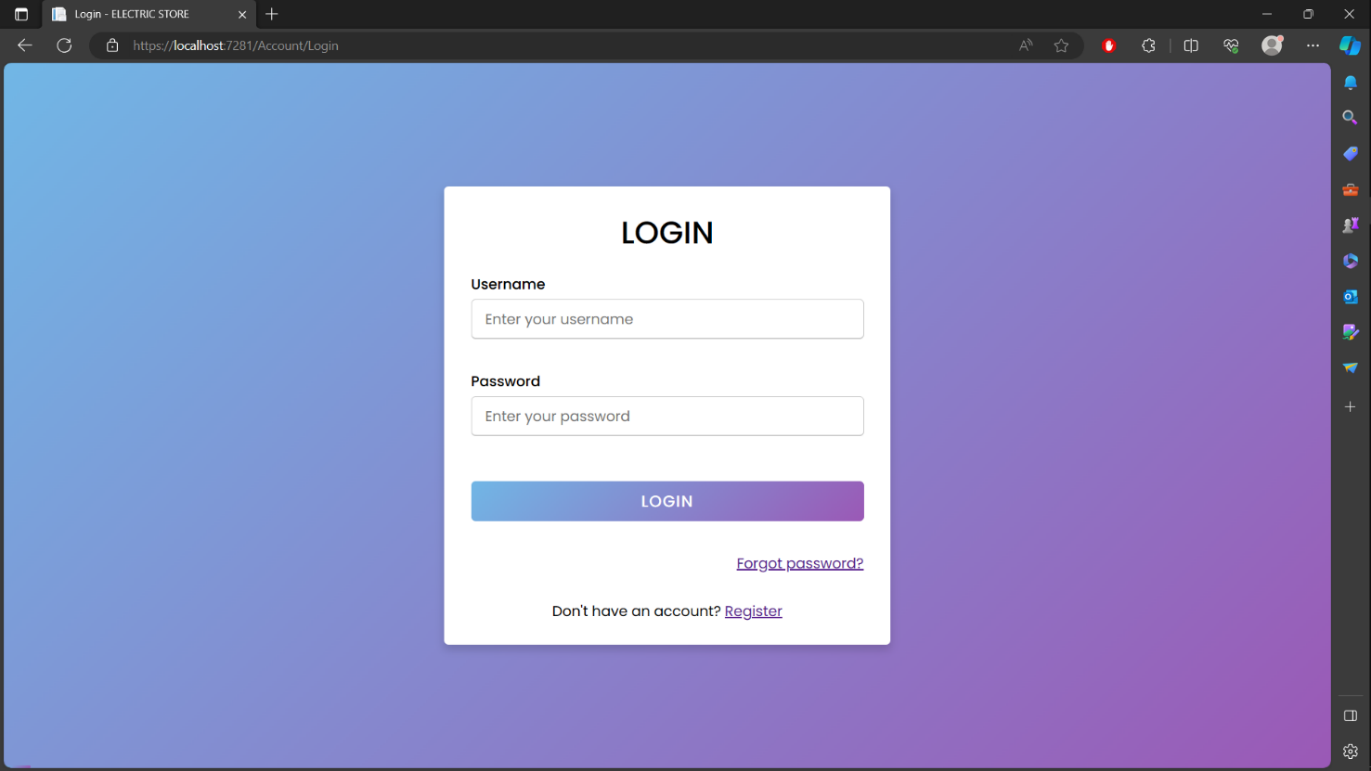 Login - ELECTRIC STORE
https://localhost:7281/Account/Login
LOGIN
Username
Enter your username
Password
Enter your password
LOGIN
Forgot password?
Don't have an account? Register